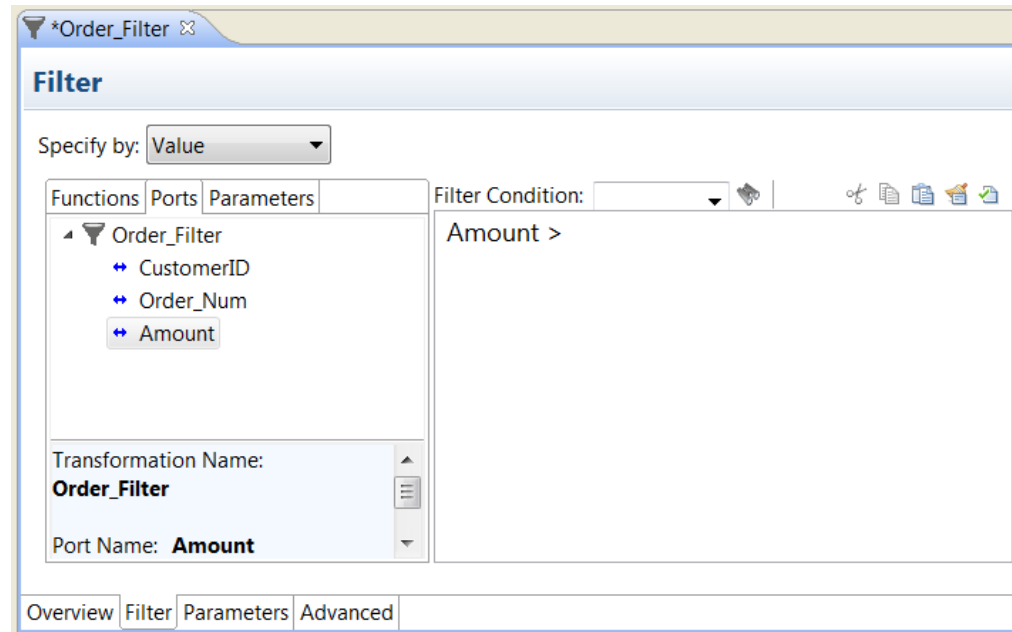 *Order_Filter
Filter
Specify by: Value
Functions Ports Parameters
Filter Condition:
Order_Filter
CustomerID
Order_Num
Amount
Amount >
Transformation Name:
Order_Filter
Port Name: Amount
Overview Filter Parameters Advanced